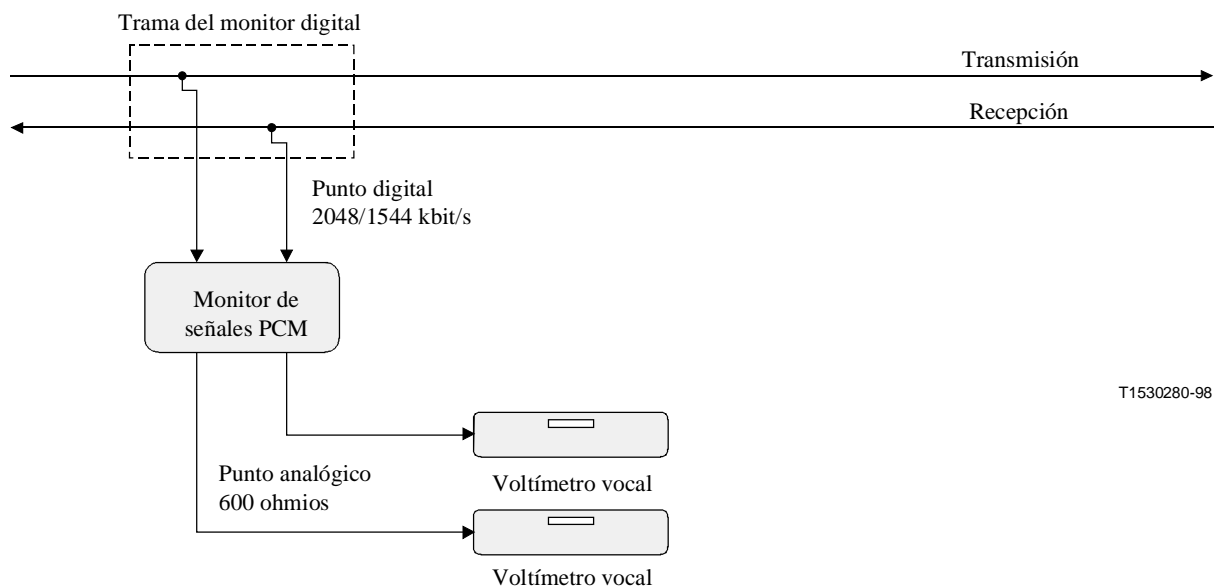 Trama del monitor digital
Transmisión
Recepción
Punto digital
2048/1544 kbit/s
Monitor de
señales PCM
T1530280-98
Punto analógico
600 ohmios
Voltímetro vocal
Voltímetro vocal